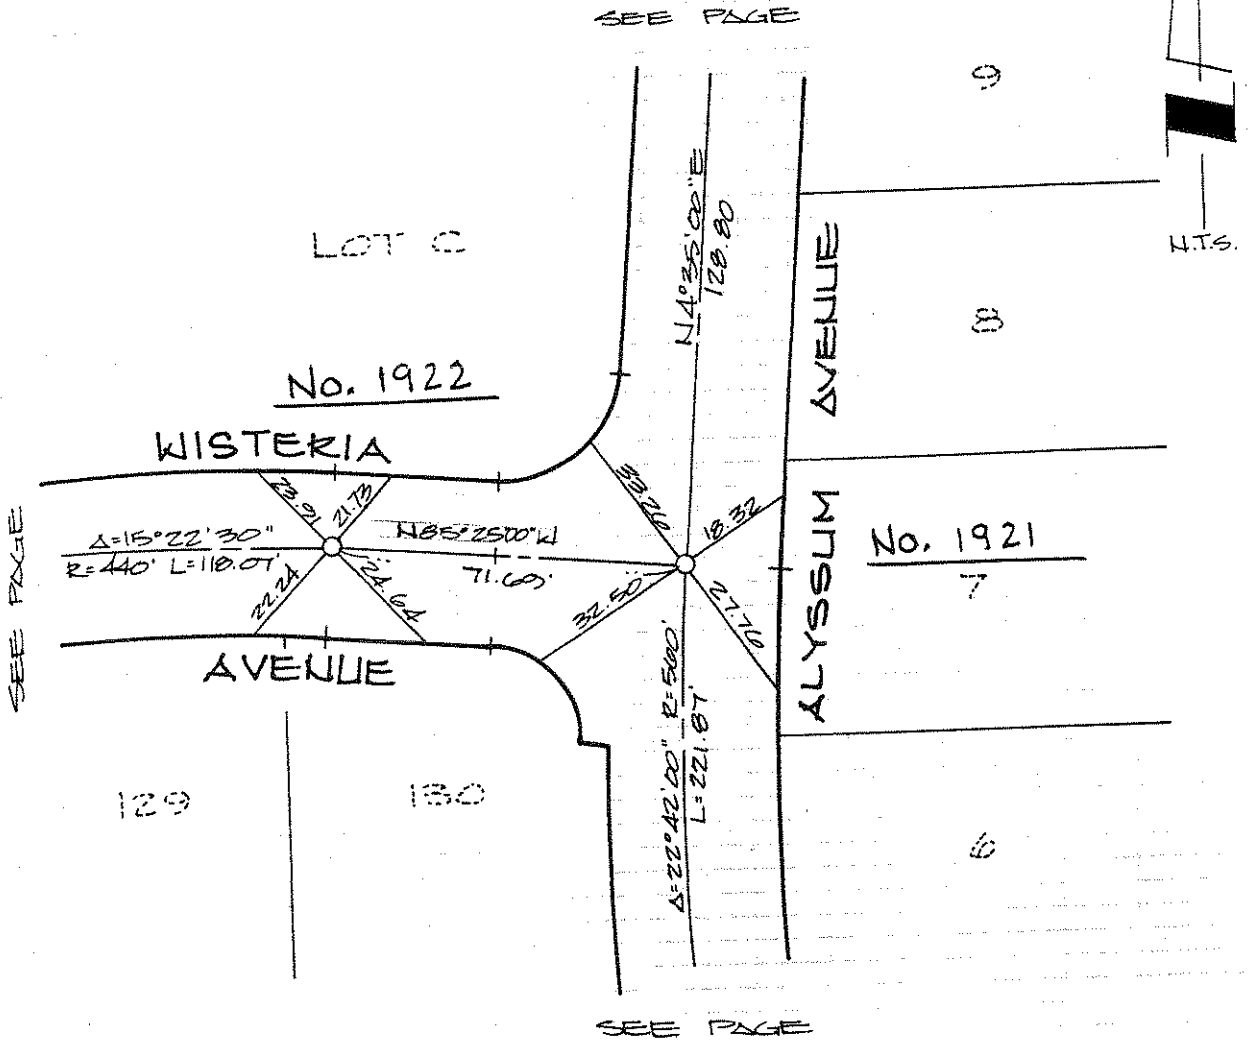 SEE PAGE
9
N4°35'00"E
128.80
N.T.S.
LOT C
AVENUE
8
No. 1922
WISTERIA
23.91
21.73
33.26
18.32
ALYSSUM
No. 1921
7
SEE PAGE
Δ=15°22'30"
R=440' L=118.07'
N85°25'00"W
71.69'
22.24
24.64
32.50
27.76
AVENUE
Δ=22°42'00" R=560'
L=221.87'
129
130
6
SEE PAGE